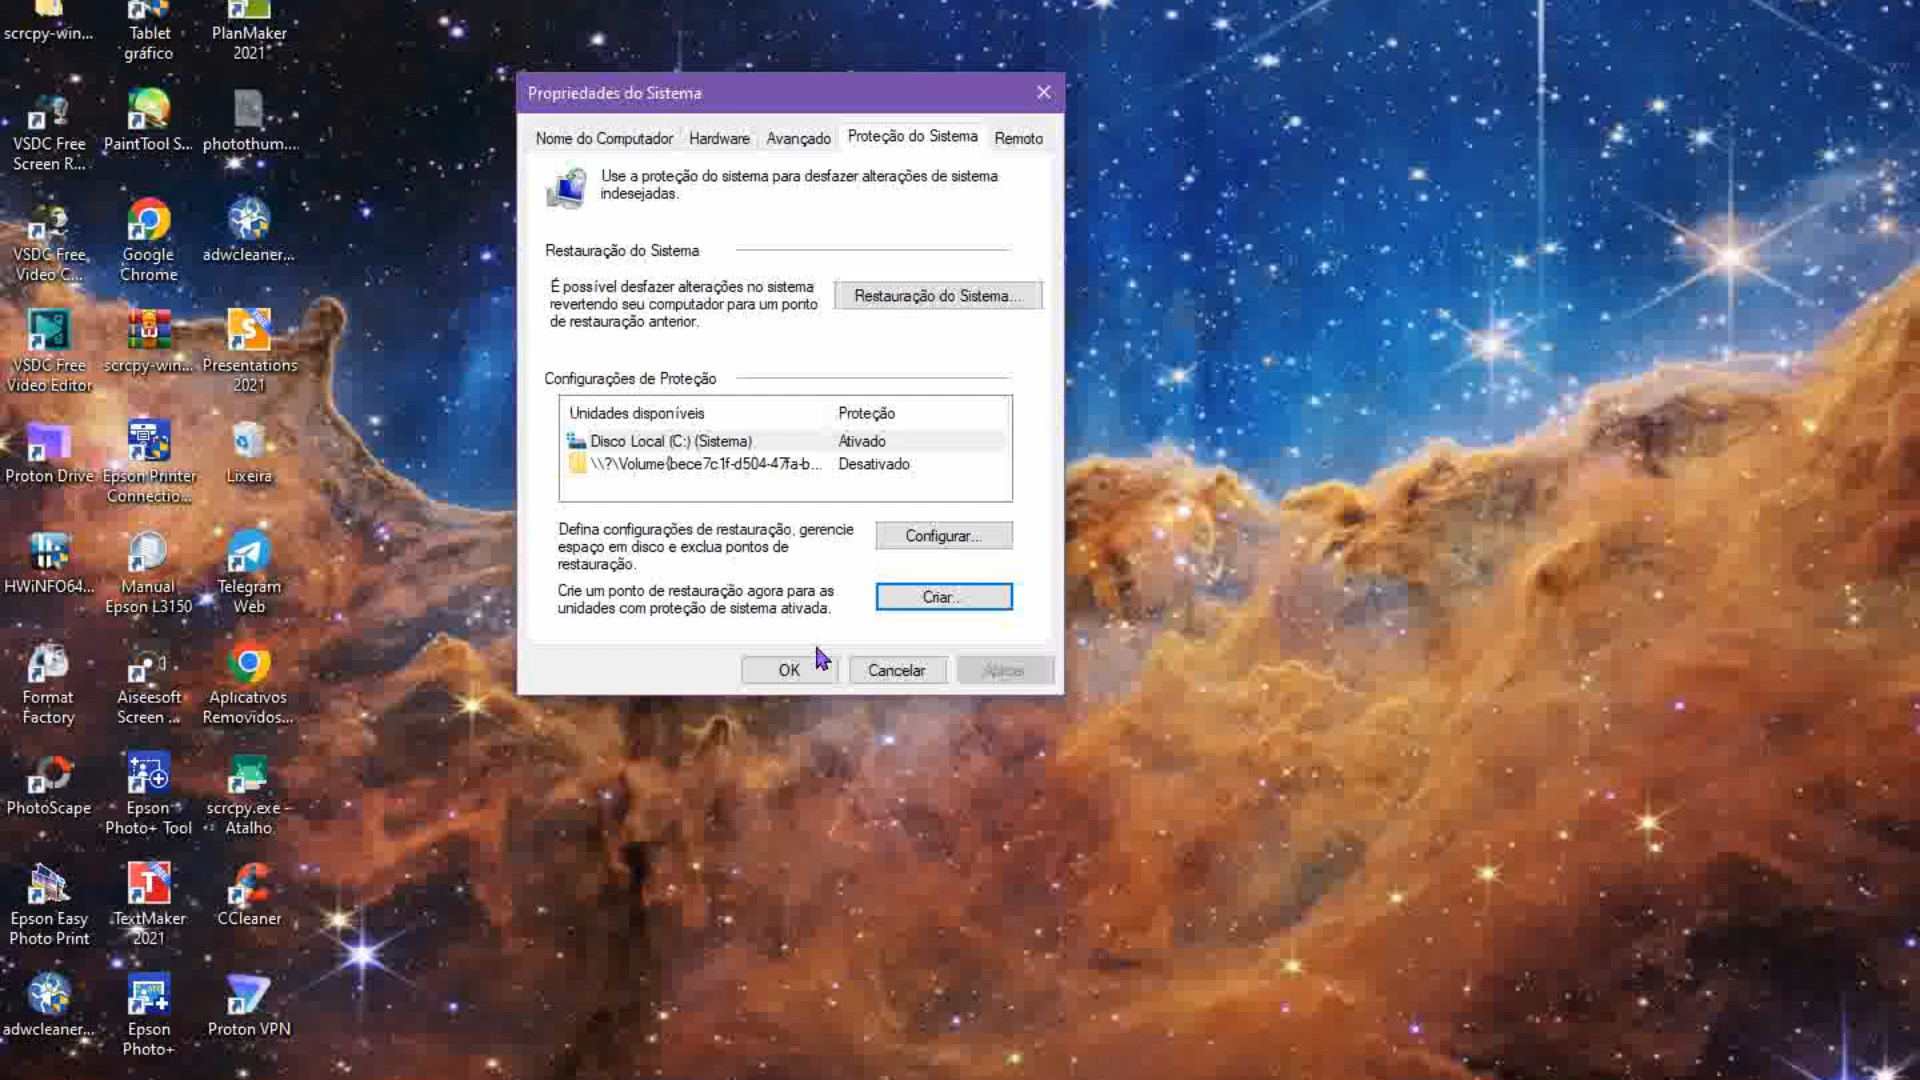 scrcpy-win...
Tablet
gráfico
PlanMaker
2021
VSDC Free
Screen R...
PaintTool S...
photothum....
VSDC Free
Video C...
Google
Chrome
adwcleaner...
VSDC Free
Video Editor
scrcpy-win...
Presentations
2021
Proton Drive
Epson Printer
Connectio...
Lixeira
HWiNFO64...
Manual
Epson L3150
Telegram
Web
Format
Factory
Aiseesoft
Screen ...
Aplicativos
Removidos...
PhotoScape
Epson
Photo+ Tool
scrcpy.exe -
Atalho
Epson Easy
Photo Print
TextMaker
2021
CCleaner
adwcleaner...
Epson
Photo+
Proton VPN
Propriedades do Sistema
Nome do Computador
Hardware
Avançado
Proteção do Sistema
Remoto
Use a proteção do sistema para desfazer alterações de sistema
indesejadas.
Restauração do Sistema
É possível desfazer alterações no sistema
revertendo seu computador para um ponto
de restauração anterior.
Restauração do Sistema...
Configurações de Proteção
Unidades disponíveis
Proteção
Disco Local (C:) (Sistema)
Ativado
\\?\Volume{bece7c1f-d504-47fa-b...
Desativado
Defina configurações de restauração, gerencie
espaço em disco e exclua pontos de
restauração.
Configurar...
Crie um ponto de restauração agora para as
unidades com proteção de sistema ativada.
Criar...
OK
Cancelar
Aplicar